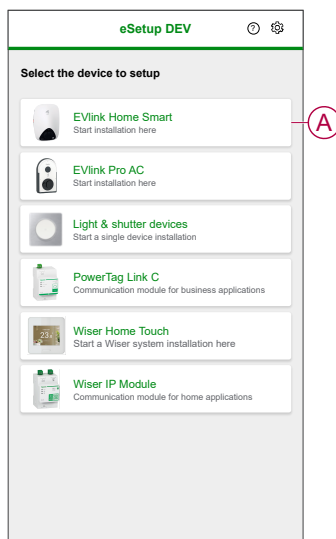 eSetup DEV
?
Select the device to setup
EVlink Home Smart
Start installation here
A
EVlink Pro AC
Start installation here
Light & shutter devices
Start a single device installation
PowerTag Link C
Communication module for business applications
Wiser Home Touch
Start a Wiser system installation here
Wiser IP Module
Communication module for home applications